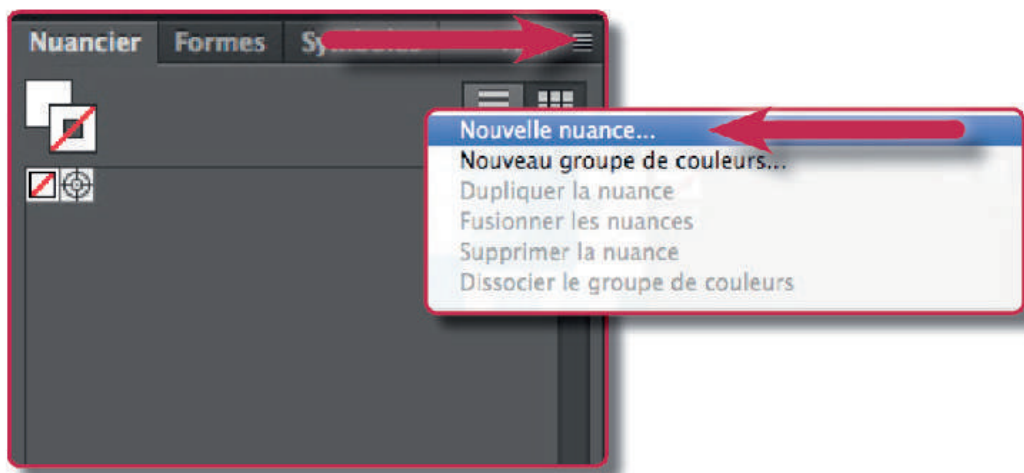 Nuancier Formes
Nouvelle nuance...
Nouveau groupe de couleurs...
Dupliquer la nuance
Fusionner les nuances
Supprimer la nuance
Dissocier le groupe de couleurs